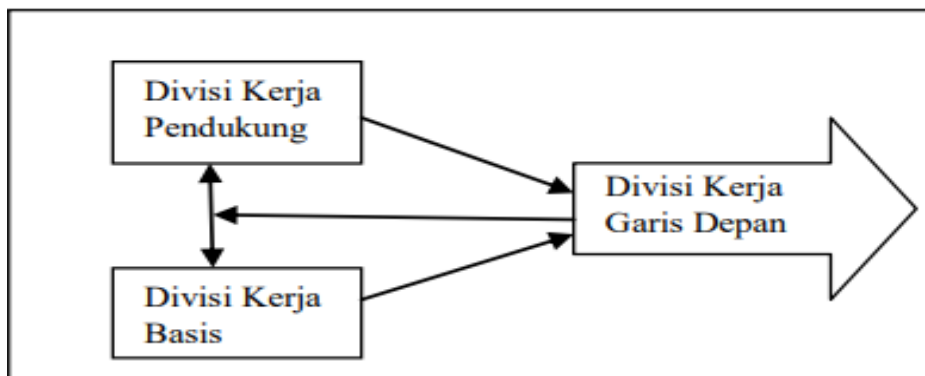 Divisi Kerja
Pendukung
Divisi Kerja
Garis Depan
Divisi Kerja
Basis